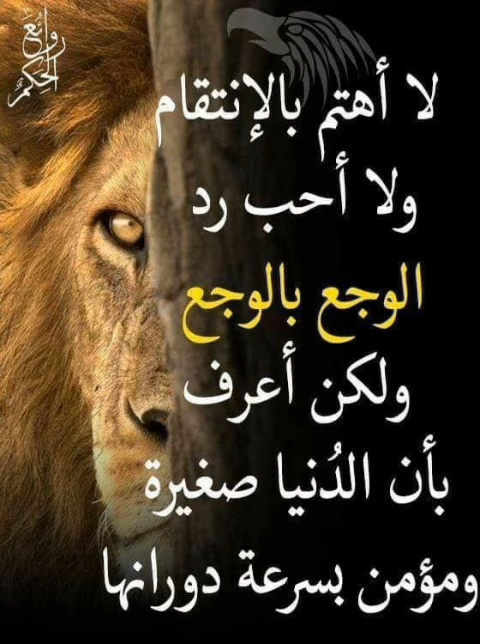 روائع
الحكم
لا أهتم بالإنتقام
ولا أحب رد
الوجع بالوجع
ولكن أعرف
بأن الدُنيا صغيرة
ومؤمن بسرعة دورانها